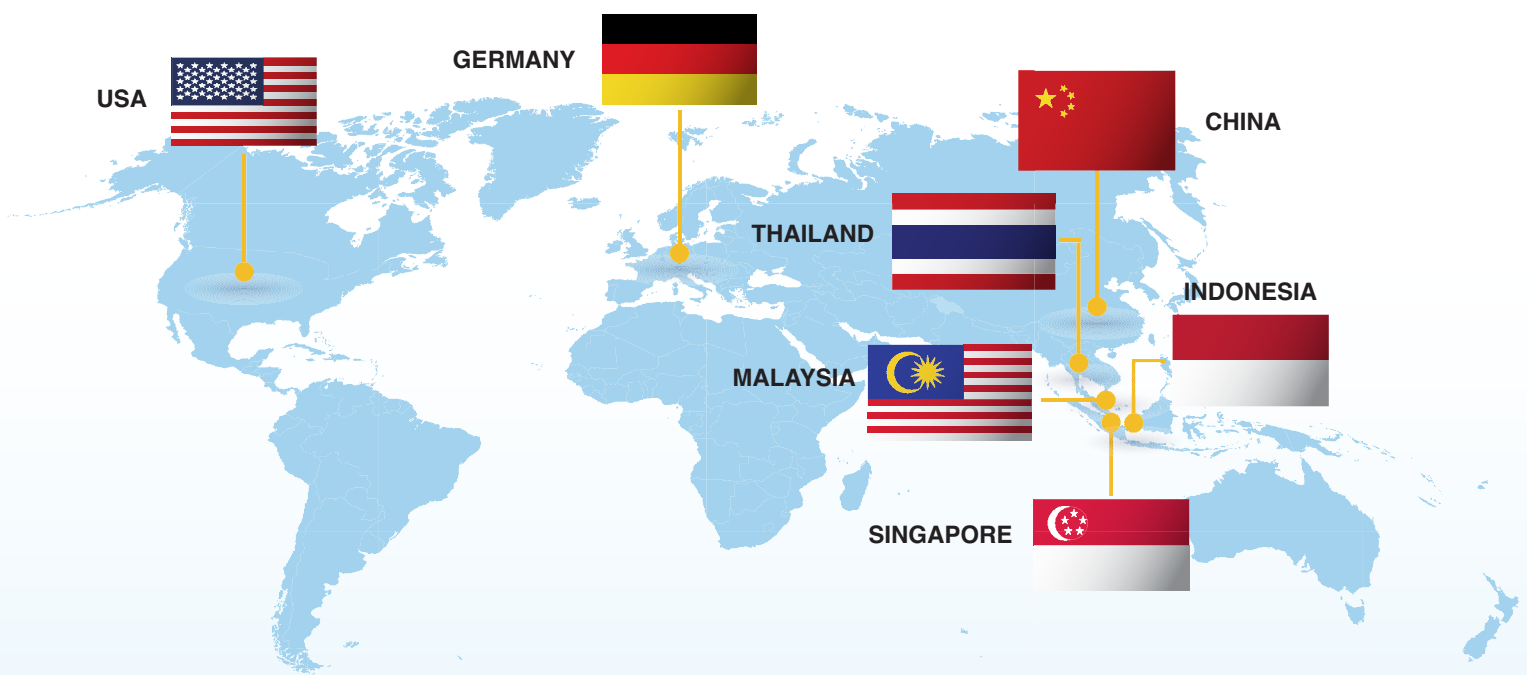 GERMANY
USA
CHINA
THAILAND
INDONESIA
MALAYSIA
SINGAPORE